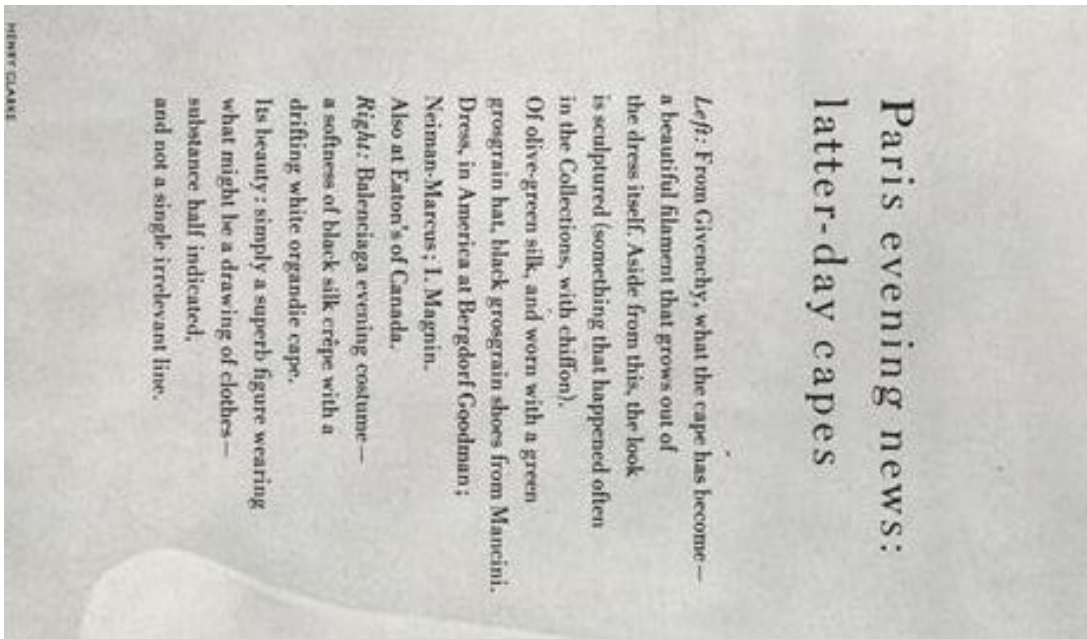 Paris evening news:
latter-day capes
Left: From Givenchy, what the cape has become—
a beautiful filament that grows out of
the dress itself. Aside from this, the look
is sculptured (something that happened often
in the Collections, with chiffon).
Of olive-green silk, and worn with a green
grosgrain hat, black grosgrain shoes from Mancini.
Dress, in America at Bergdorf Goodman;
Neiman-Marcus; I. Magnin.
Also at Eaton's of Canada.
Right: Balenciaga evening costume—
a softness of black silk crêpe with a
drifting white organdie cape.
Its beauty: simply a superb figure wearing
what might be a drawing of clothes—
substance half indicated,
and not a single irrelevant line.
HENRY CLARKE